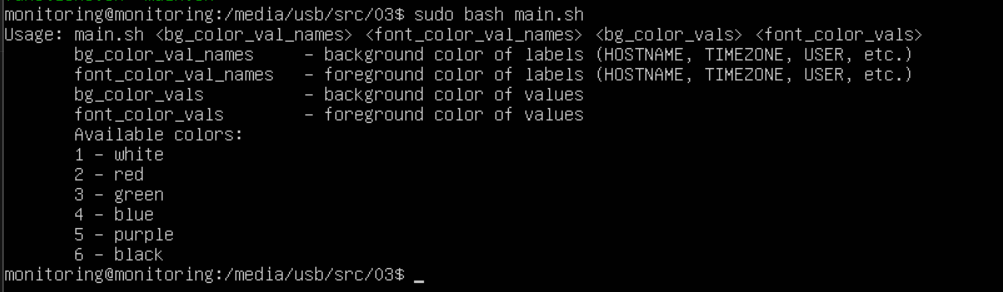 monitoring@monitoring:/media/usb/src/03$ sudo bash main.sh
Usage: main.sh <bg_color_val_names> <font_color_val_names> <bg_color_vals> <font_color_vals>
bg_color_val_names - background color of labels (HOSTNAME, TIMEZONE, USER, etc.)
font_color_val_names - foreground color of labels (HOSTNAME, TIMEZONE, USER, etc.)
bg_color_vals - background color of values
font_color_vals - foreground color of values
Available colors:
1 - white
2 - red
3 - green
4 - blue
5 - purple
6 - black
monitoring@monitoring:/media/usb/src/03$ _